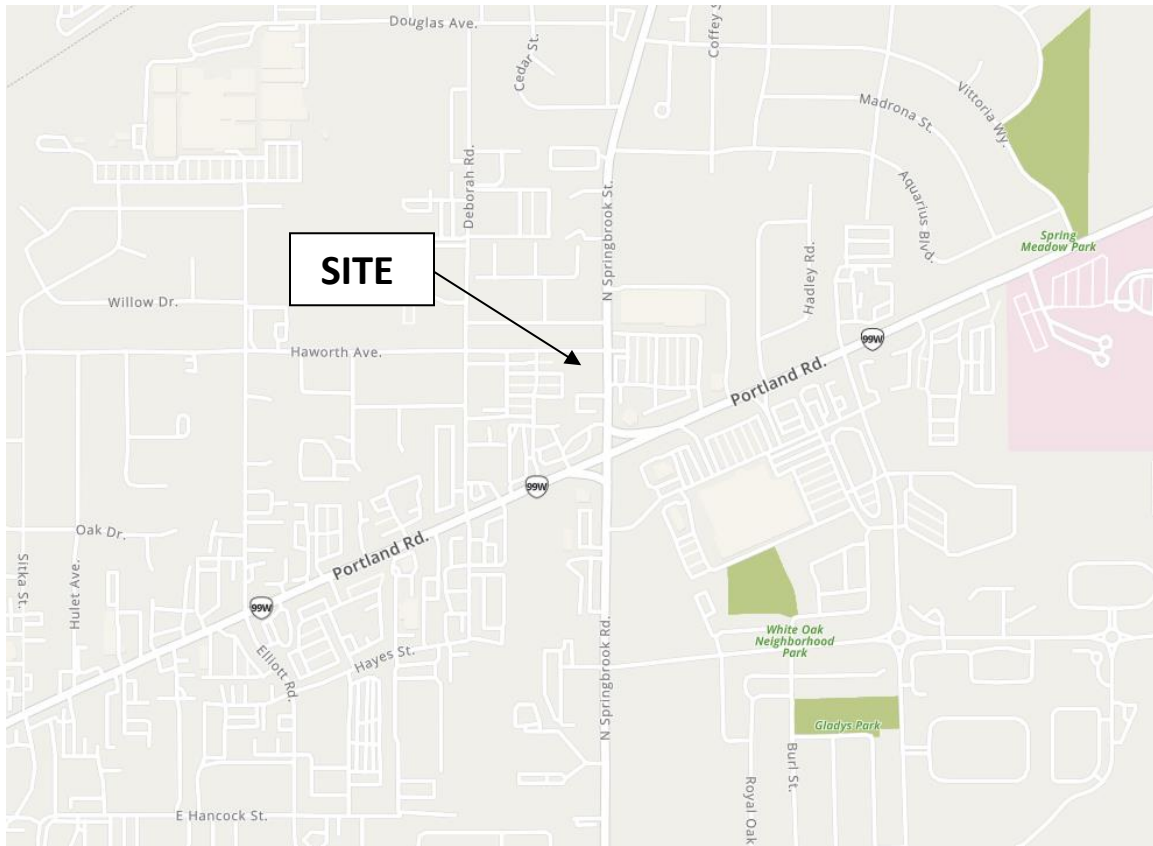 Douglas Ave.
Cedar St.
Coffey S
Madrona St.
Vittoria Wy.
Deborah Rd.
N Springbrook St.
Aquarius Blvd.
Hadley Rd.
Spring
Meadow Park
SITE
Willow Dr.
Haworth Ave.
99W
Portland Rd.
99W
Oak Dr.
Portland Rd.
Sitka St.
Hulet Ave.
99W
Elliott Rd.
Hayes St.
N Springbrook Rd.
White Oak
Neighborhood
Park
Gladys Park
Burl St.
Royal Oak
E Hancock St.